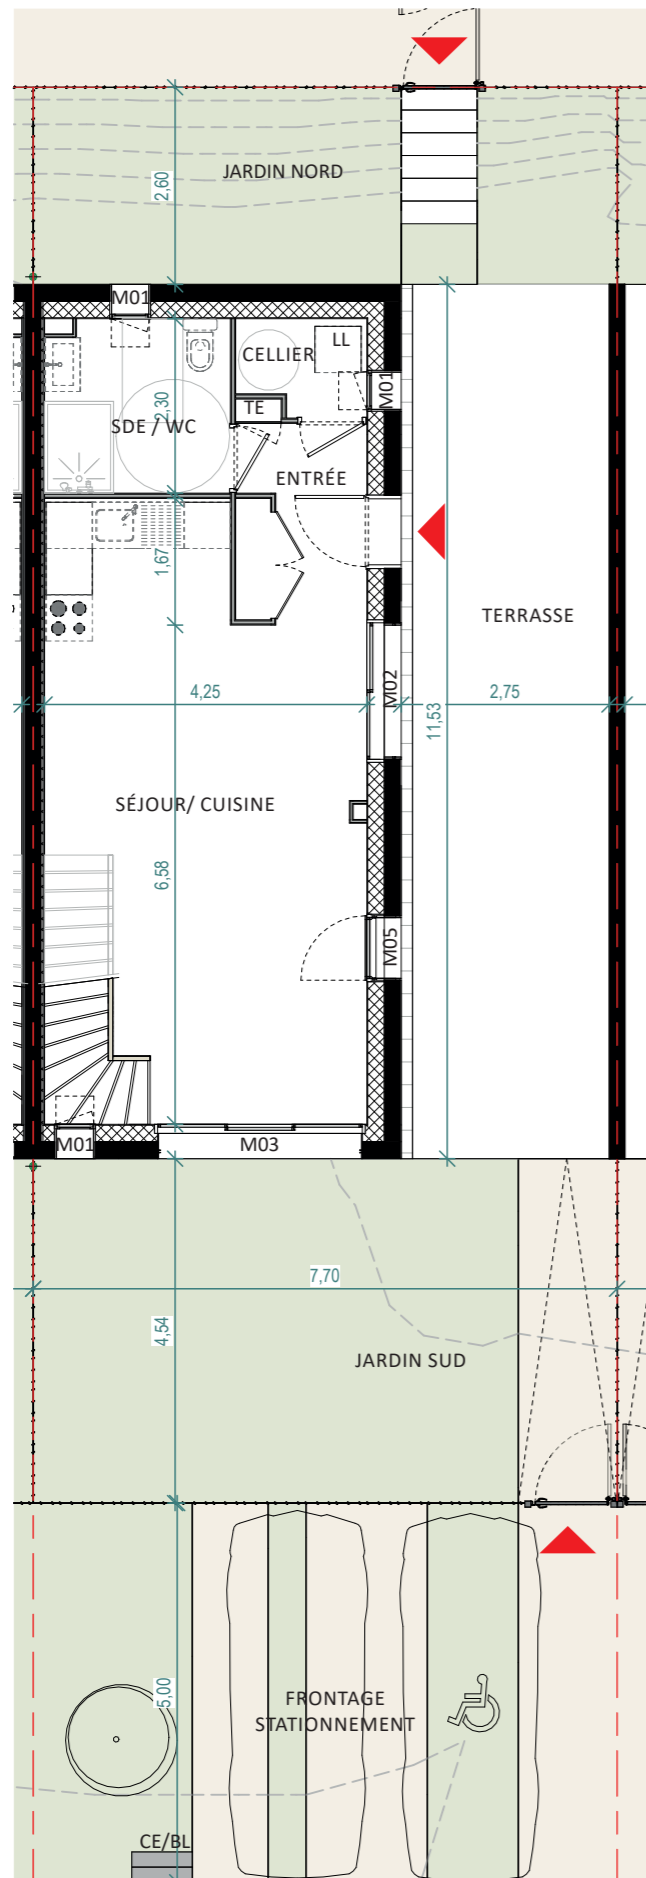 JARDIN NORD
2,60
M01
CELLIER
LL
M01
TE
2,30
SDE / WC
ENTRÉE
1,67
TERRASSE
M02
4,25
11,53
2,75
SÉJOUR/ CUISINE
6,58
M05
M01
M03
7,70
4,54
JARDIN SUD
5,00
FRONTAGE
STATIONNEMENT
CE/BL